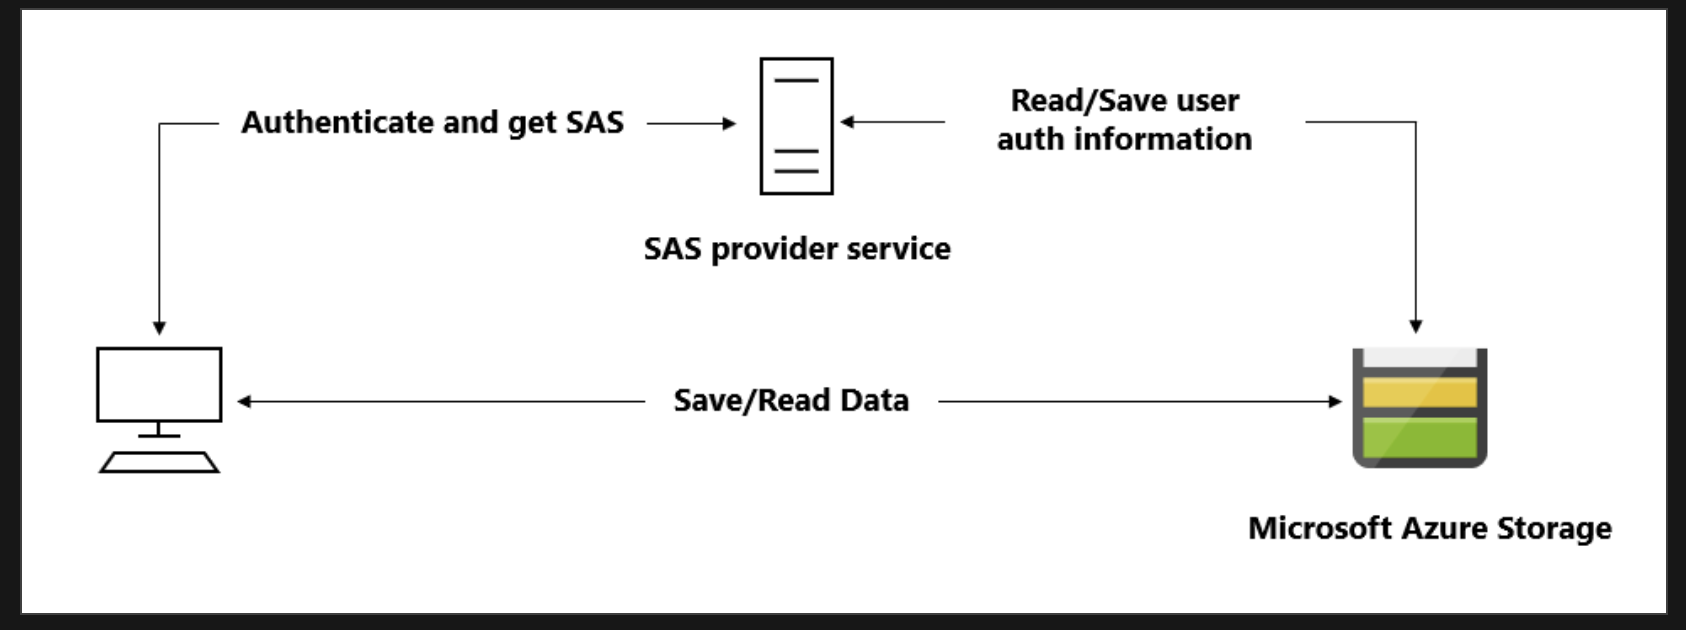 Authenticate and get SAS
Read/Save user
auth information
SAS provider service
Save/Read Data
Microsoft Azure Storage